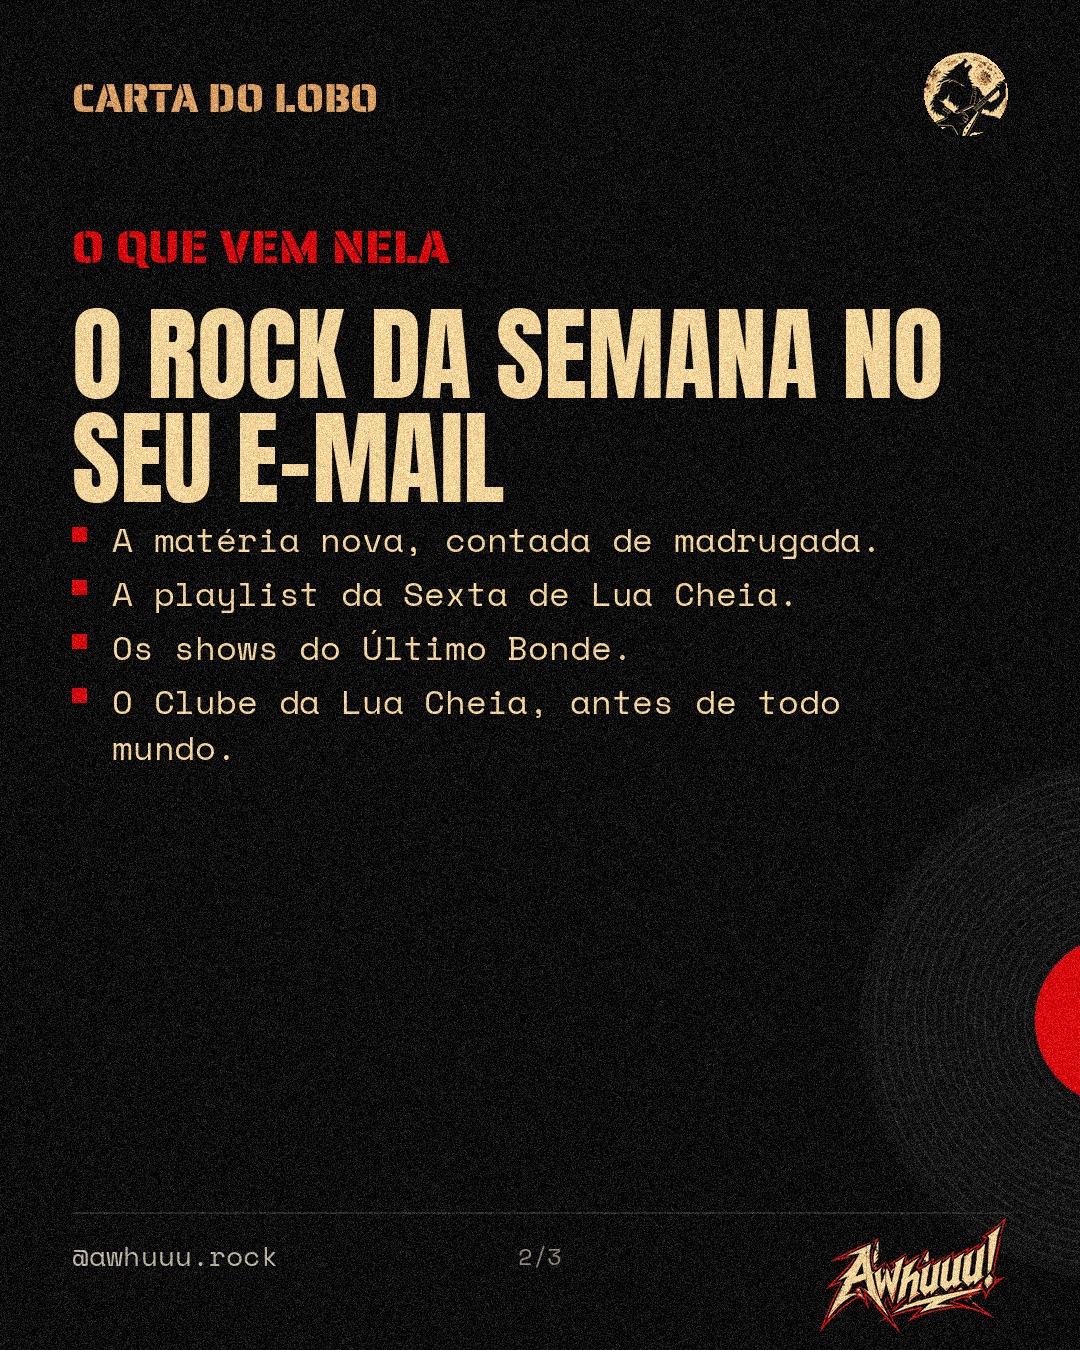 CARTA DO LOBO
O QUE VEM NELA
O ROCK DA SEMANA NO
SEU E-MAIL
A matéria nova, contada de madrugada.
A playlist da Sexta de Lua Cheia.
Os shows do Último Bonde.
O Clube da Lua Cheia, antes de todo
mundo.
@awhuuu.rock
2/3
Awhuuu!